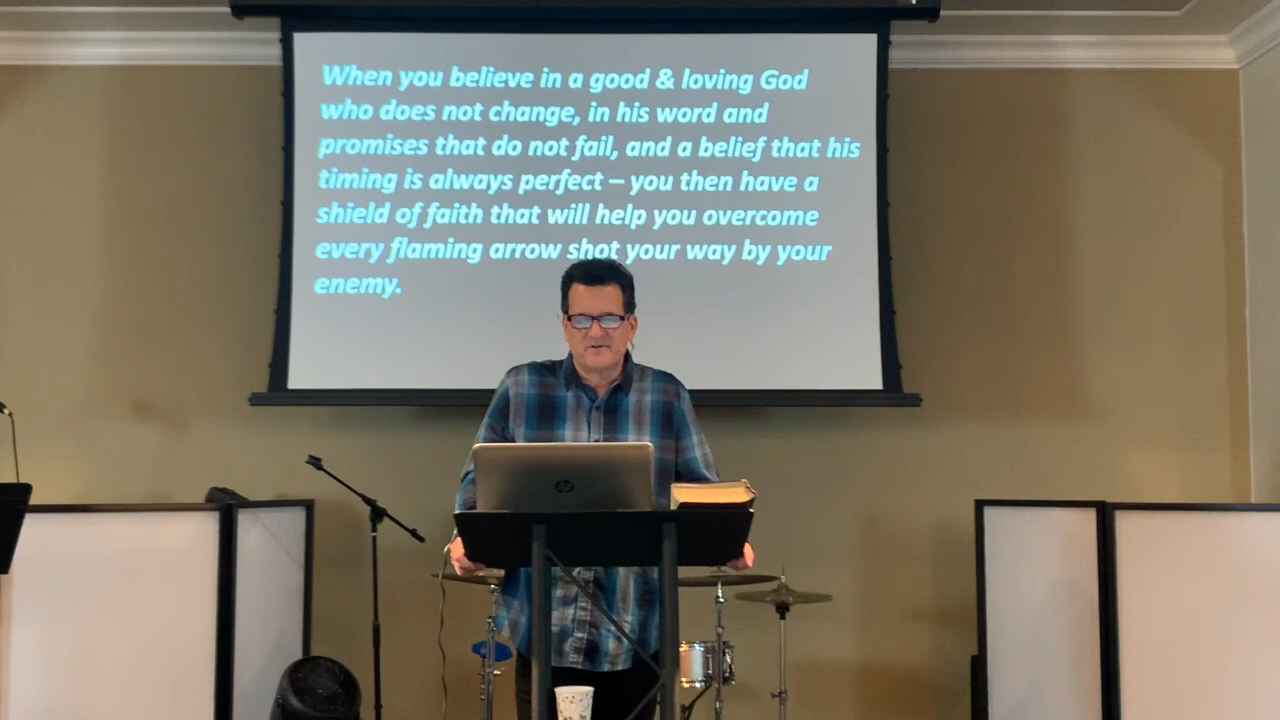 When you believe in a good & loving God
who does not change, in his word and
promises that do not fail, and a belief that his
timing is always perfect – you then have a
shield of faith that will help you overcome
every flaming arrow shot your way by your
enemy.
hp